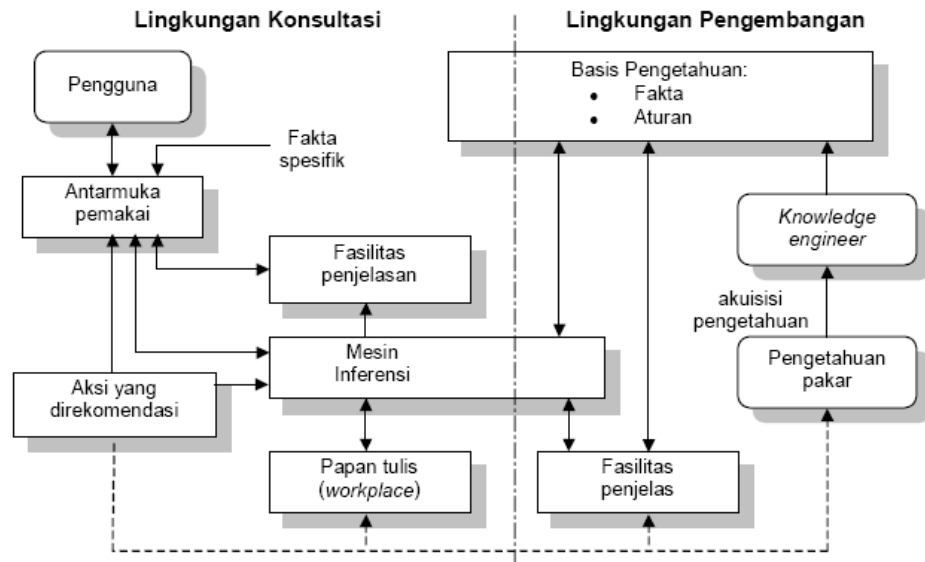 Lingkungan Konsultasi
Lingkungan Pengembangan
Pengguna
Fakta
spesifik
Antarmuka
pemakai
Fasilitas
penjelasan
Mesin
Inferensi
Aksi yang
direkomendasi
Papan tulis
(workplace)
Basis Pengetahuan:
• Fakta
• Aturan
Knowledge
engineer
akuisisi
pengetahuan
Pengetahuan
pakar
Fasilitas
penjelas